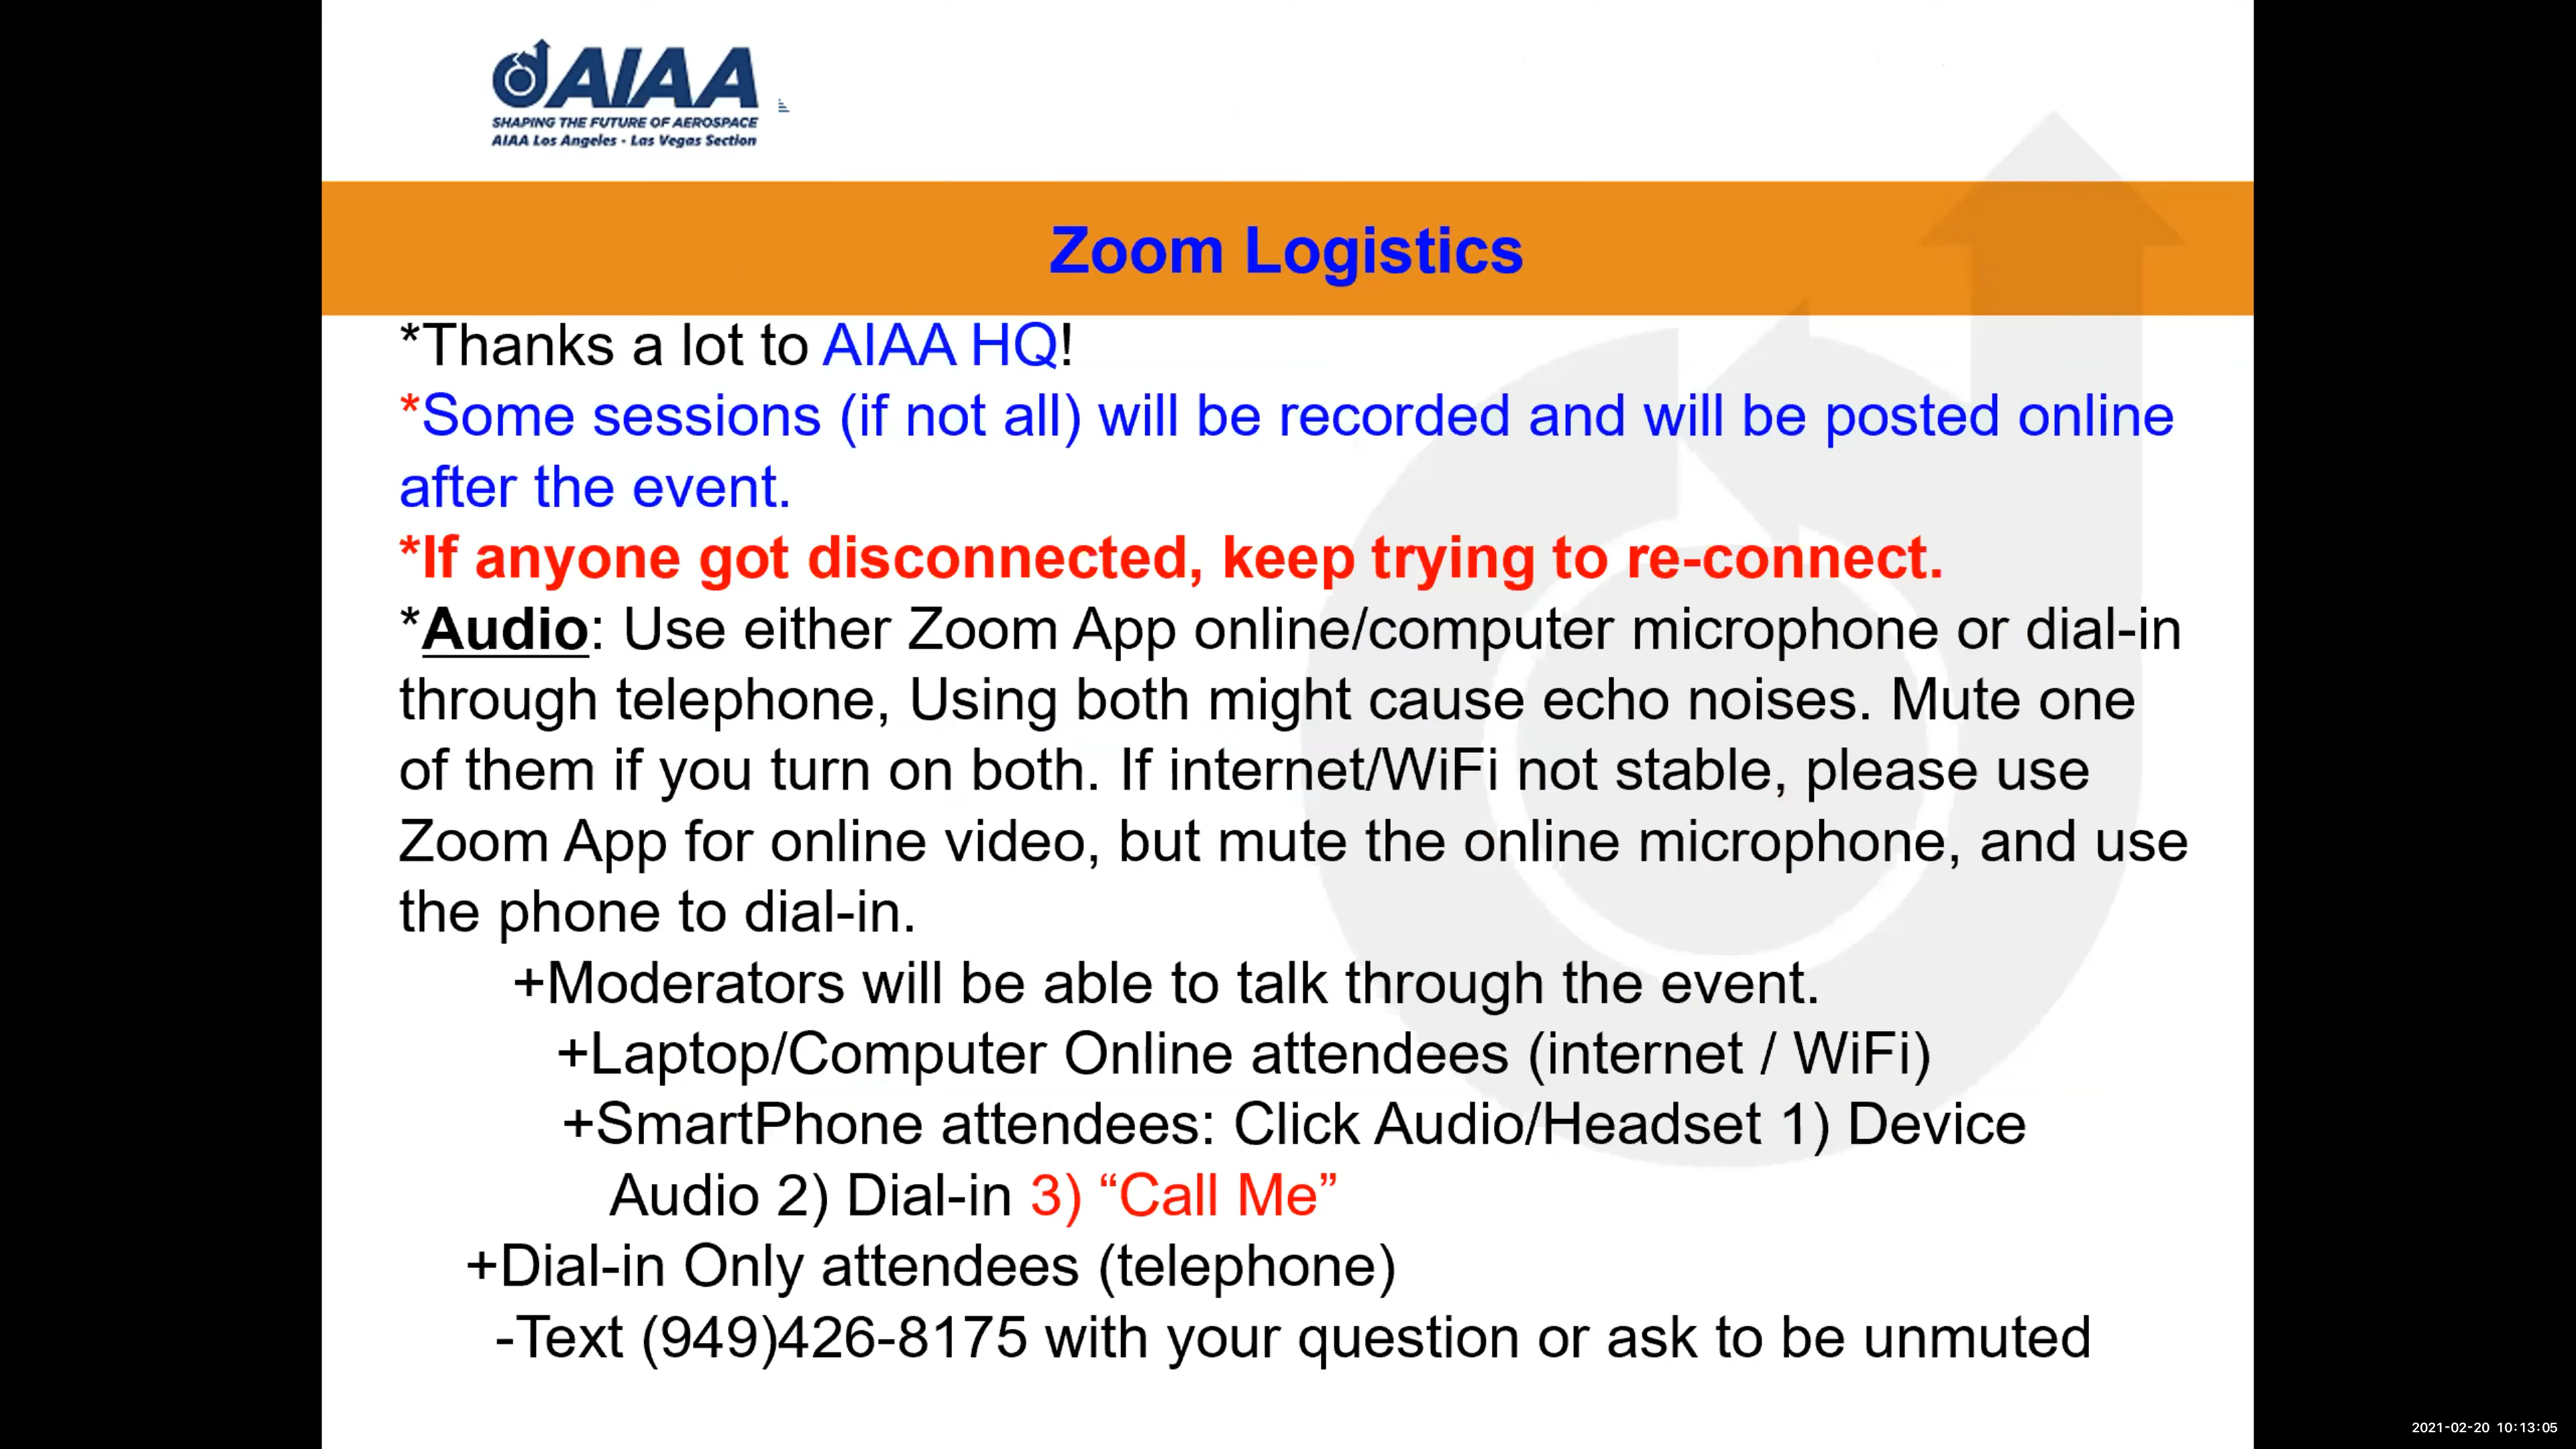 AIAA
SHAPING THE FUTURE OF AEROSPACE
AIAA Los Angeles - Las Vegas Section
Zoom Logistics
*Thanks a lot to AIAA HQ!
*Some sessions (if not all) will be recorded and will be posted online
after the event.
*If anyone got disconnected, keep trying to re-connect.
*Audio: Use either Zoom App online/computer microphone or dial-in
through telephone, Using both might cause echo noises. Mute one
of them if you turn on both. If internet/WiFi not stable, please use
Zoom App for online video, but mute the online microphone, and use
the phone to dial-in.
+Moderators will be able to talk through the event.
+Laptop/Computer Online attendees (internet / WiFi)
+SmartPhone attendees: Click Audio/Headset 1) Device
Audio 2) Dial-in 3) “Call Me”
+Dial-in Only attendees (telephone)
-Text (949)426-8175 with your question or ask to be unmuted
2021-02-20 10:13:05